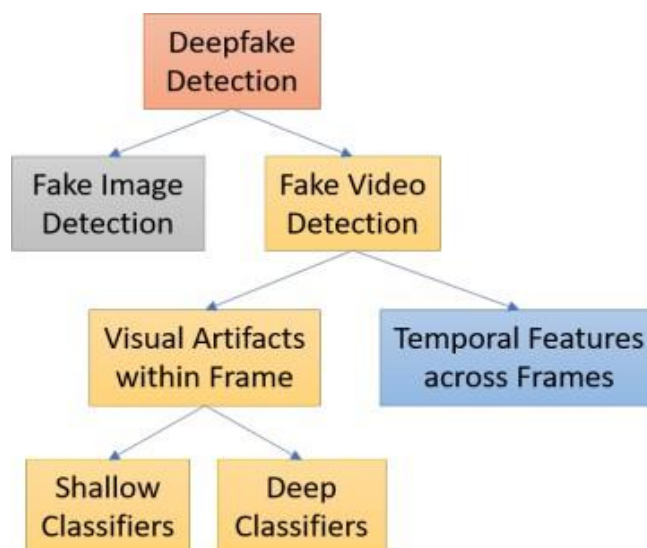 Deepfake
Detection
Fake Image
Detection
Fake Video
Detection
Visual Artifacts
within Frame
Temporal Features
across Frames
Shallow
Classifiers
Deep
Classifiers